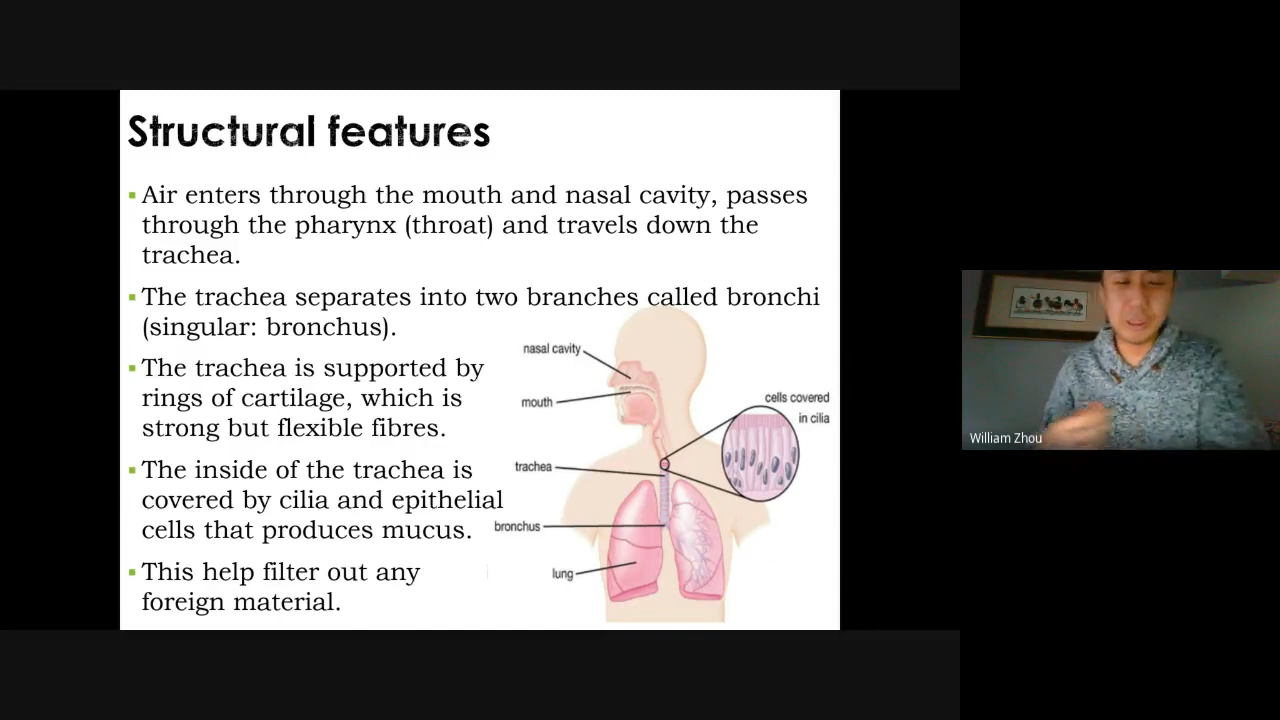 Structural features
▪ Air enters through the mouth and nasal cavity, passes
through the pharynx (throat) and travels down the
trachea.
▪ The trachea separates into two branches called bronchi
(singular: bronchus).
▪ The trachea is supported by
rings of cartilage, which is
strong but flexible fibres.
▪ The inside of the trachea is
covered by cilia and epithelial
cells that produces mucus.
▪ This help filter out any
foreign material.
nasal cavity
mouth
cells covered
in cilia
trachea
bronchus
lung
William Zhou